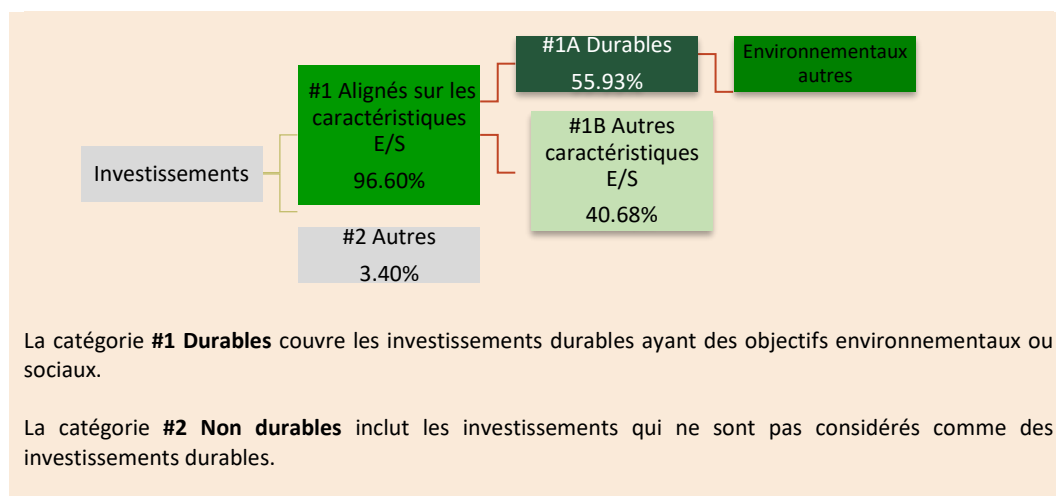 Investissements
#1 Alignés sur les
caractéristiques
E/S
96.60%
#2 Autres
3.40%
#1A Durables
55.93%
#1B Autres
caractéristiques
E/S
40.68%
Environnementaux
autres
La catégorie #1 Durables couvre les investissements durables ayant des objectifs environnementaux ou
sociaux.
La catégorie #2 Non durables inclut les investissements qui ne sont pas considérés comme des
investissements durables.